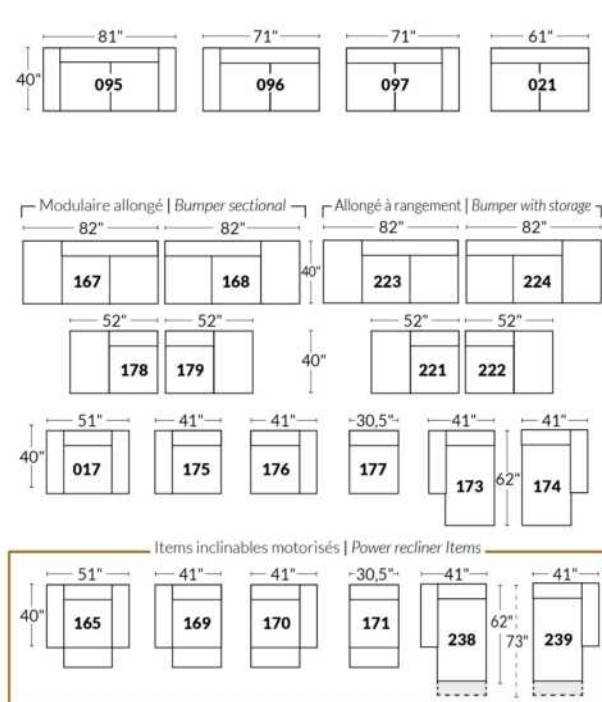 81" 71" 71" 61"
40"
095 096 097 021
Modulaire allongé | Bumper sectional Allongé à rangement | Bumper with storage
82" 82" 82" 82"
40"
167 168 223 224
52" 52" 52" 52"
40"
178 179 221 222
51" 41" 41" 30,5" 41" 41"
40"
017 175 176 177 173 62" 174
Items inclinables motorisés | Power recliner Items
51" 41" 41" 30,5" 41" 41"
40" 62"
165 169 170 171 238 73" 239